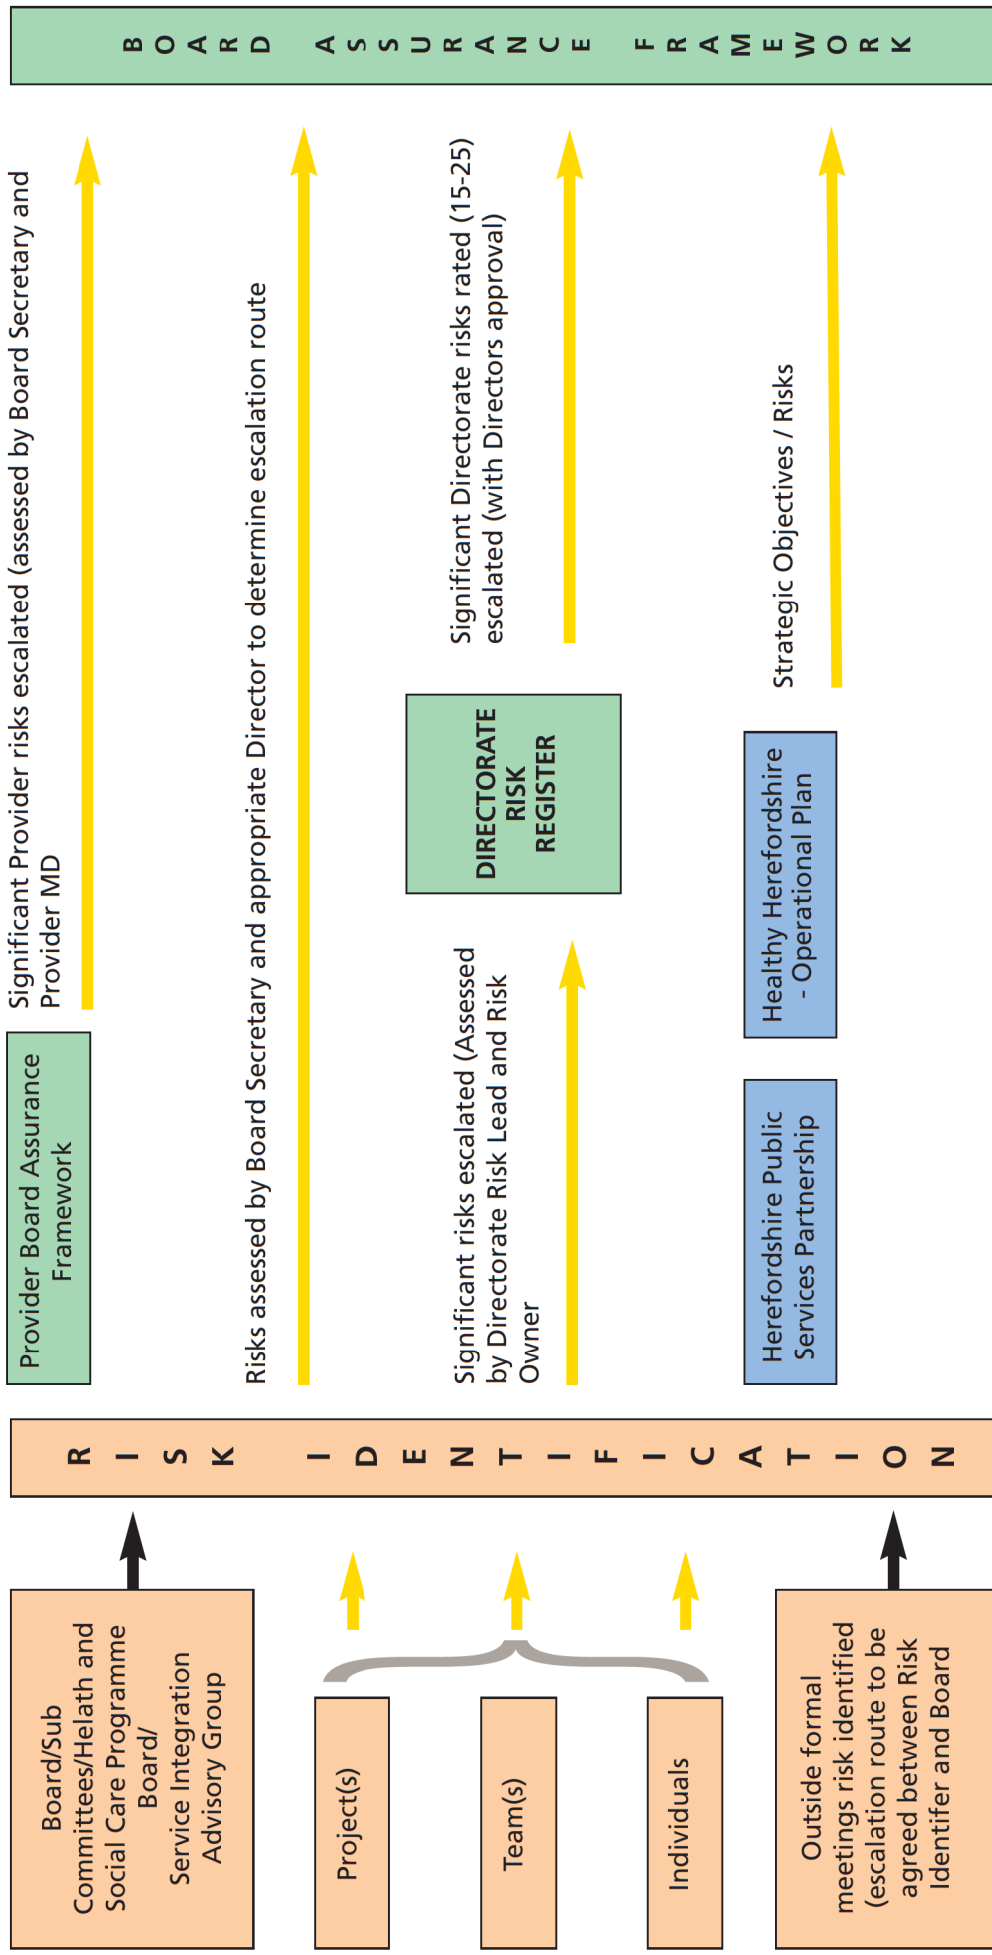 Board/Sub
Committees/Helath and
Social Care Programme
Board/
Service Integration
Advisory Group
Project(s)
Team(s)
Individuals
Outside formal
meetings risk identified
(escalation route to be
agreed between Risk
Identifer and Board
RISK IDENTIFICATION
Provider Board Assurance
Framework
Significant Provider risks escalated (assessed by Board Secretary and
Provider MD
Risks assessed by Board Secretary and appropriate Director to determine escalation route
Significant risks escalated (Assessed
by Directorate Risk Lead and Risk
Owner
DIRECTORATE
RISK
REGISTER
Significant Directorate risks rated (15-25)
escalated (with Directors approval)
Herefordshire Public
Services Partnership
Healthy Herefordshire
- Operational Plan
Strategic Objectives / Risks
BOARD ASSURANCE FRAMEWORK